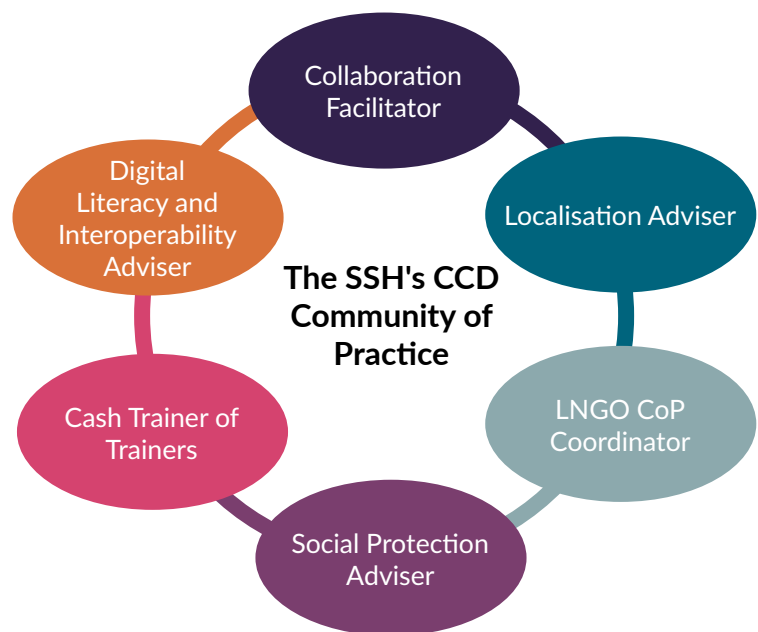 Collaboration
Facilitator
Localisation Adviser
LNGO CoP
Coordinator
Social Protection
Adviser
Cash Trainer of
Trainers
Digital
Literacy and
Interoperability
Adviser
The SSH's CCD
Community of
Practice